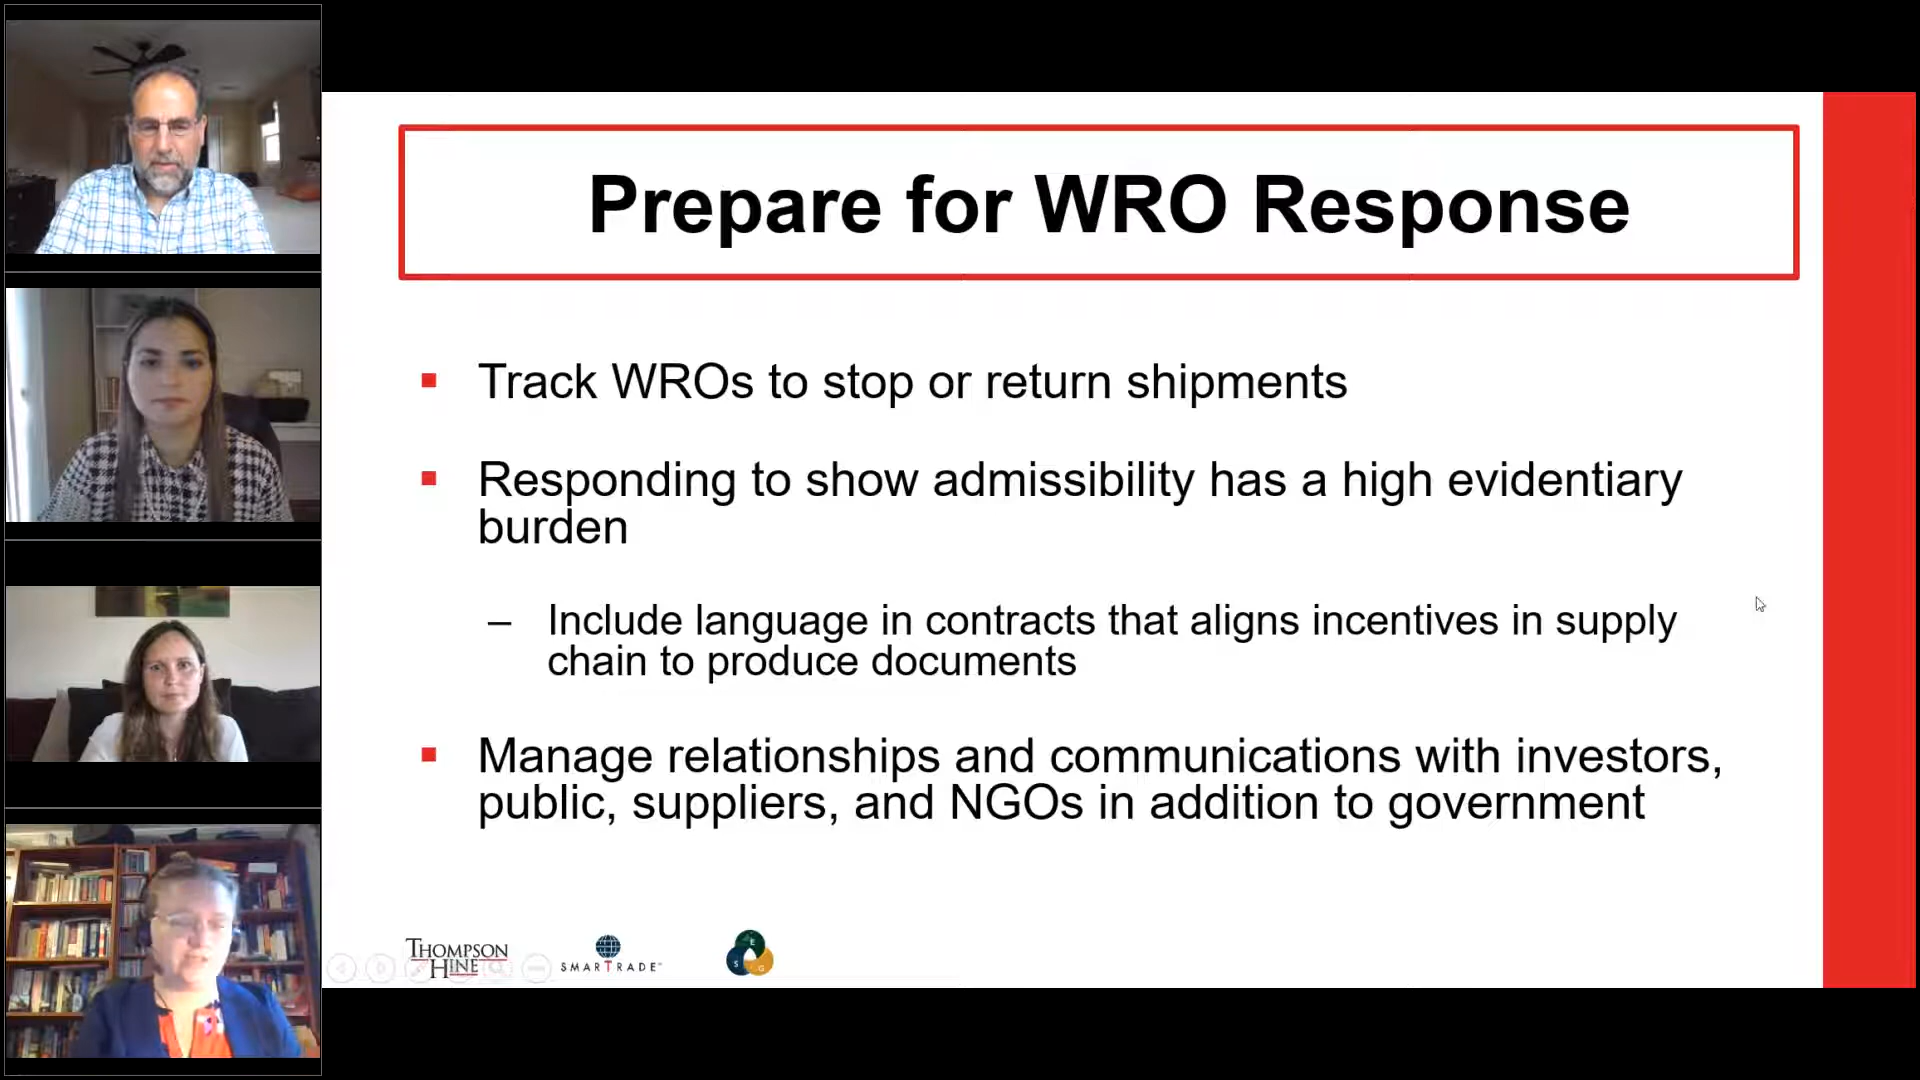 Prepare for WRO Response
Track WROs to stop or return shipments
Responding to show admissibility has a high evidentiary
burden
– Include language in contracts that aligns incentives in supply
chain to produce documents
Manage relationships and communications with investors,
public, suppliers, and NGOs in addition to government
THOMPSON
HINE
SMARTRADE
E
S
G